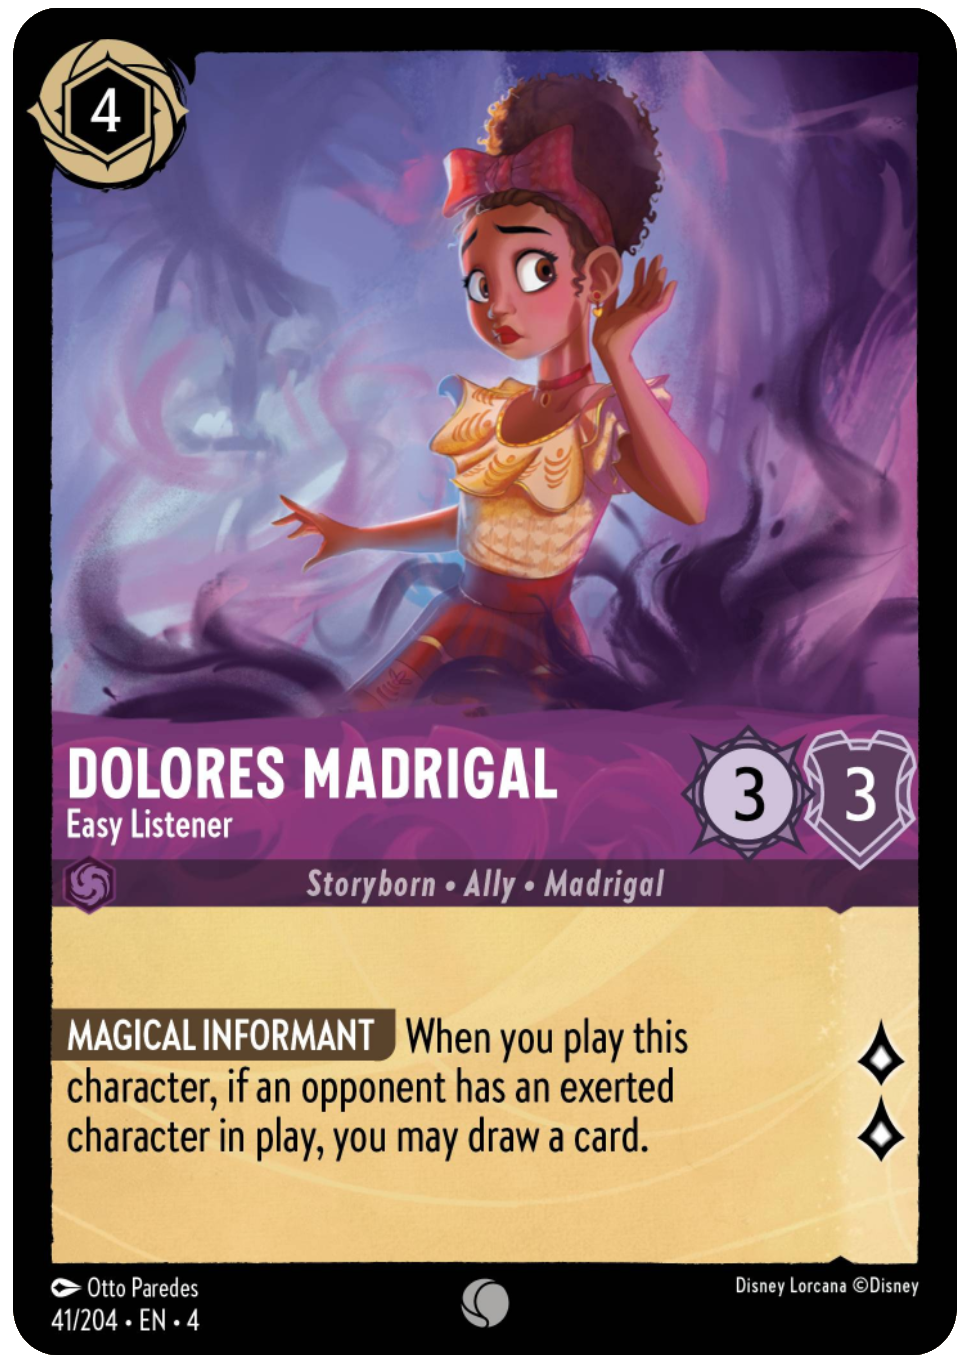 4
DOLORES MADRIGAL
Easy Listener
3
3
Storyborn • Ally • Madrigal
MAGICAL INFORMANT When you play this
character, if an opponent has an exerted
character in play, you may draw a card.
Otto Paredes
Disney Lorcana ©Disney
41/204 • EN • 4